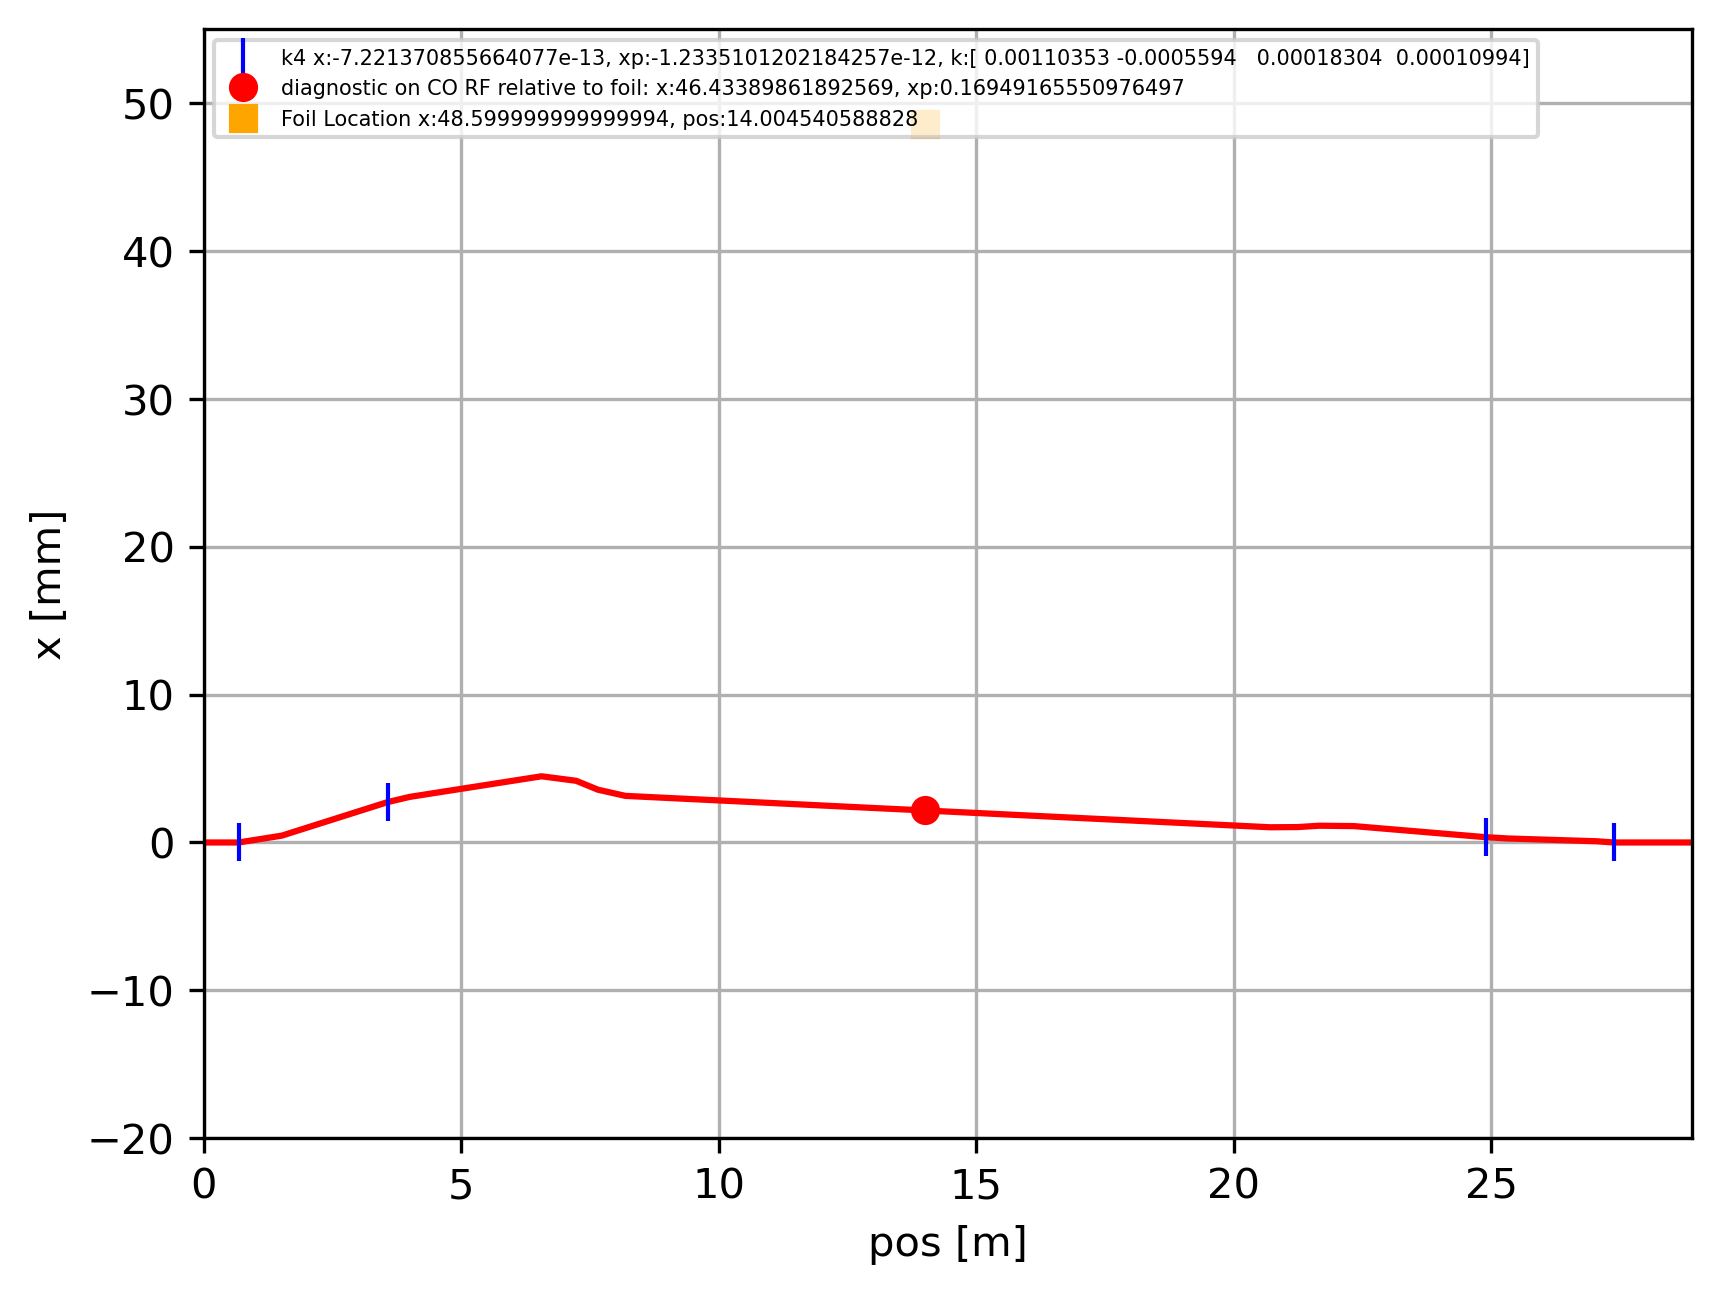 k4 x:-7.221370855664077e-13, xp:-1.2335101202184257e-12, k:[ 0.00110353 -0.0005594   0.00018304  0.00010994]
diagnostic on CO RF relative to foil: x:46.43389861892569, xp:0.16949165550976497
Foil Location x:48.599999999999994, pos:14.004540588828
50
40
30
20
10
0
−10
−20
x [mm]
0 5 10 15 20 25
pos [m]